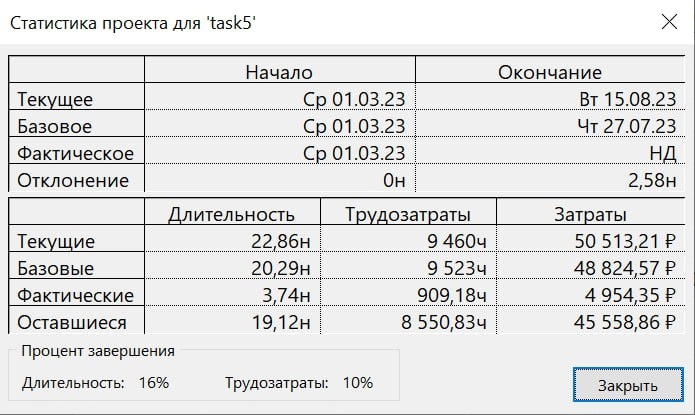 Статистика проекта для 'task5'
Начало Окончание
Текущее Ср 01.03.23 Вт 15.08.23
Базовое Ср 01.03.23 Чт 27.07.23
Фактическое Ср 01.03.23 НД
Отклонение 0н 2,58н
Длительность Трудозатраты Затраты
Текущие 22,86н 9 460ч 50 513,21 ₽
Базовые 20,29н 9 523ч 48 824,57 ₽
Фактические 3,74н 909,18ч 4 954,35 ₽
Оставшиеся 19,12н 8 550,83ч 45 558,86 ₽
Процент завершения
Длительность: 16% Трудозатраты: 10%
Закрыть